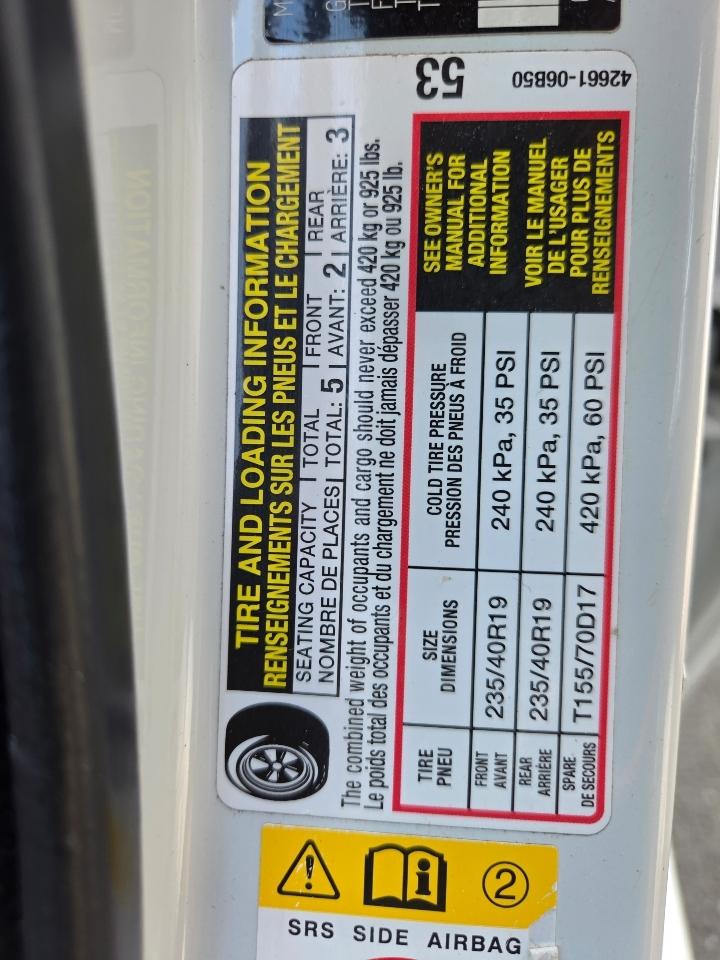 TIRE AND LOADING INFORMATION
RENSEIGNEMENTS SUR LES PNEUS ET LE CHARGEMENT
SEATING CAPACITY TOTAL FRONT REAR
NOMBRE DE PLACES TOTAL: 5 AVANT: 2 ARRIÈRE: 3
The combined weight of occupants and cargo should never exceed 420 kg or 925 lbs.
Le poids total des occupants et du chargement ne doit jamais dépasser 420 kg ou 925 lb.
TIRE SIZE COLD TIRE PRESSURE
PNEU DIMENSIONS PRESSION DES PNEUS À FROID
FRONT
AVANT 235/40R19 240 kPa, 35 PSI
REAR
ARRIÈRE 235/40R19 240 kPa, 35 PSI
SPARE
DE SECOURS T155/70D17 420 kPa, 60 PSI
SEE OWNER'S
MANUAL FOR
ADDITIONAL
INFORMATION
VOIR LE MANUEL
DE L'USAGER
POUR PLUS DE
RENSEIGNEMENTS
53
42661-06B50
2
SRS SIDE AIRBAG